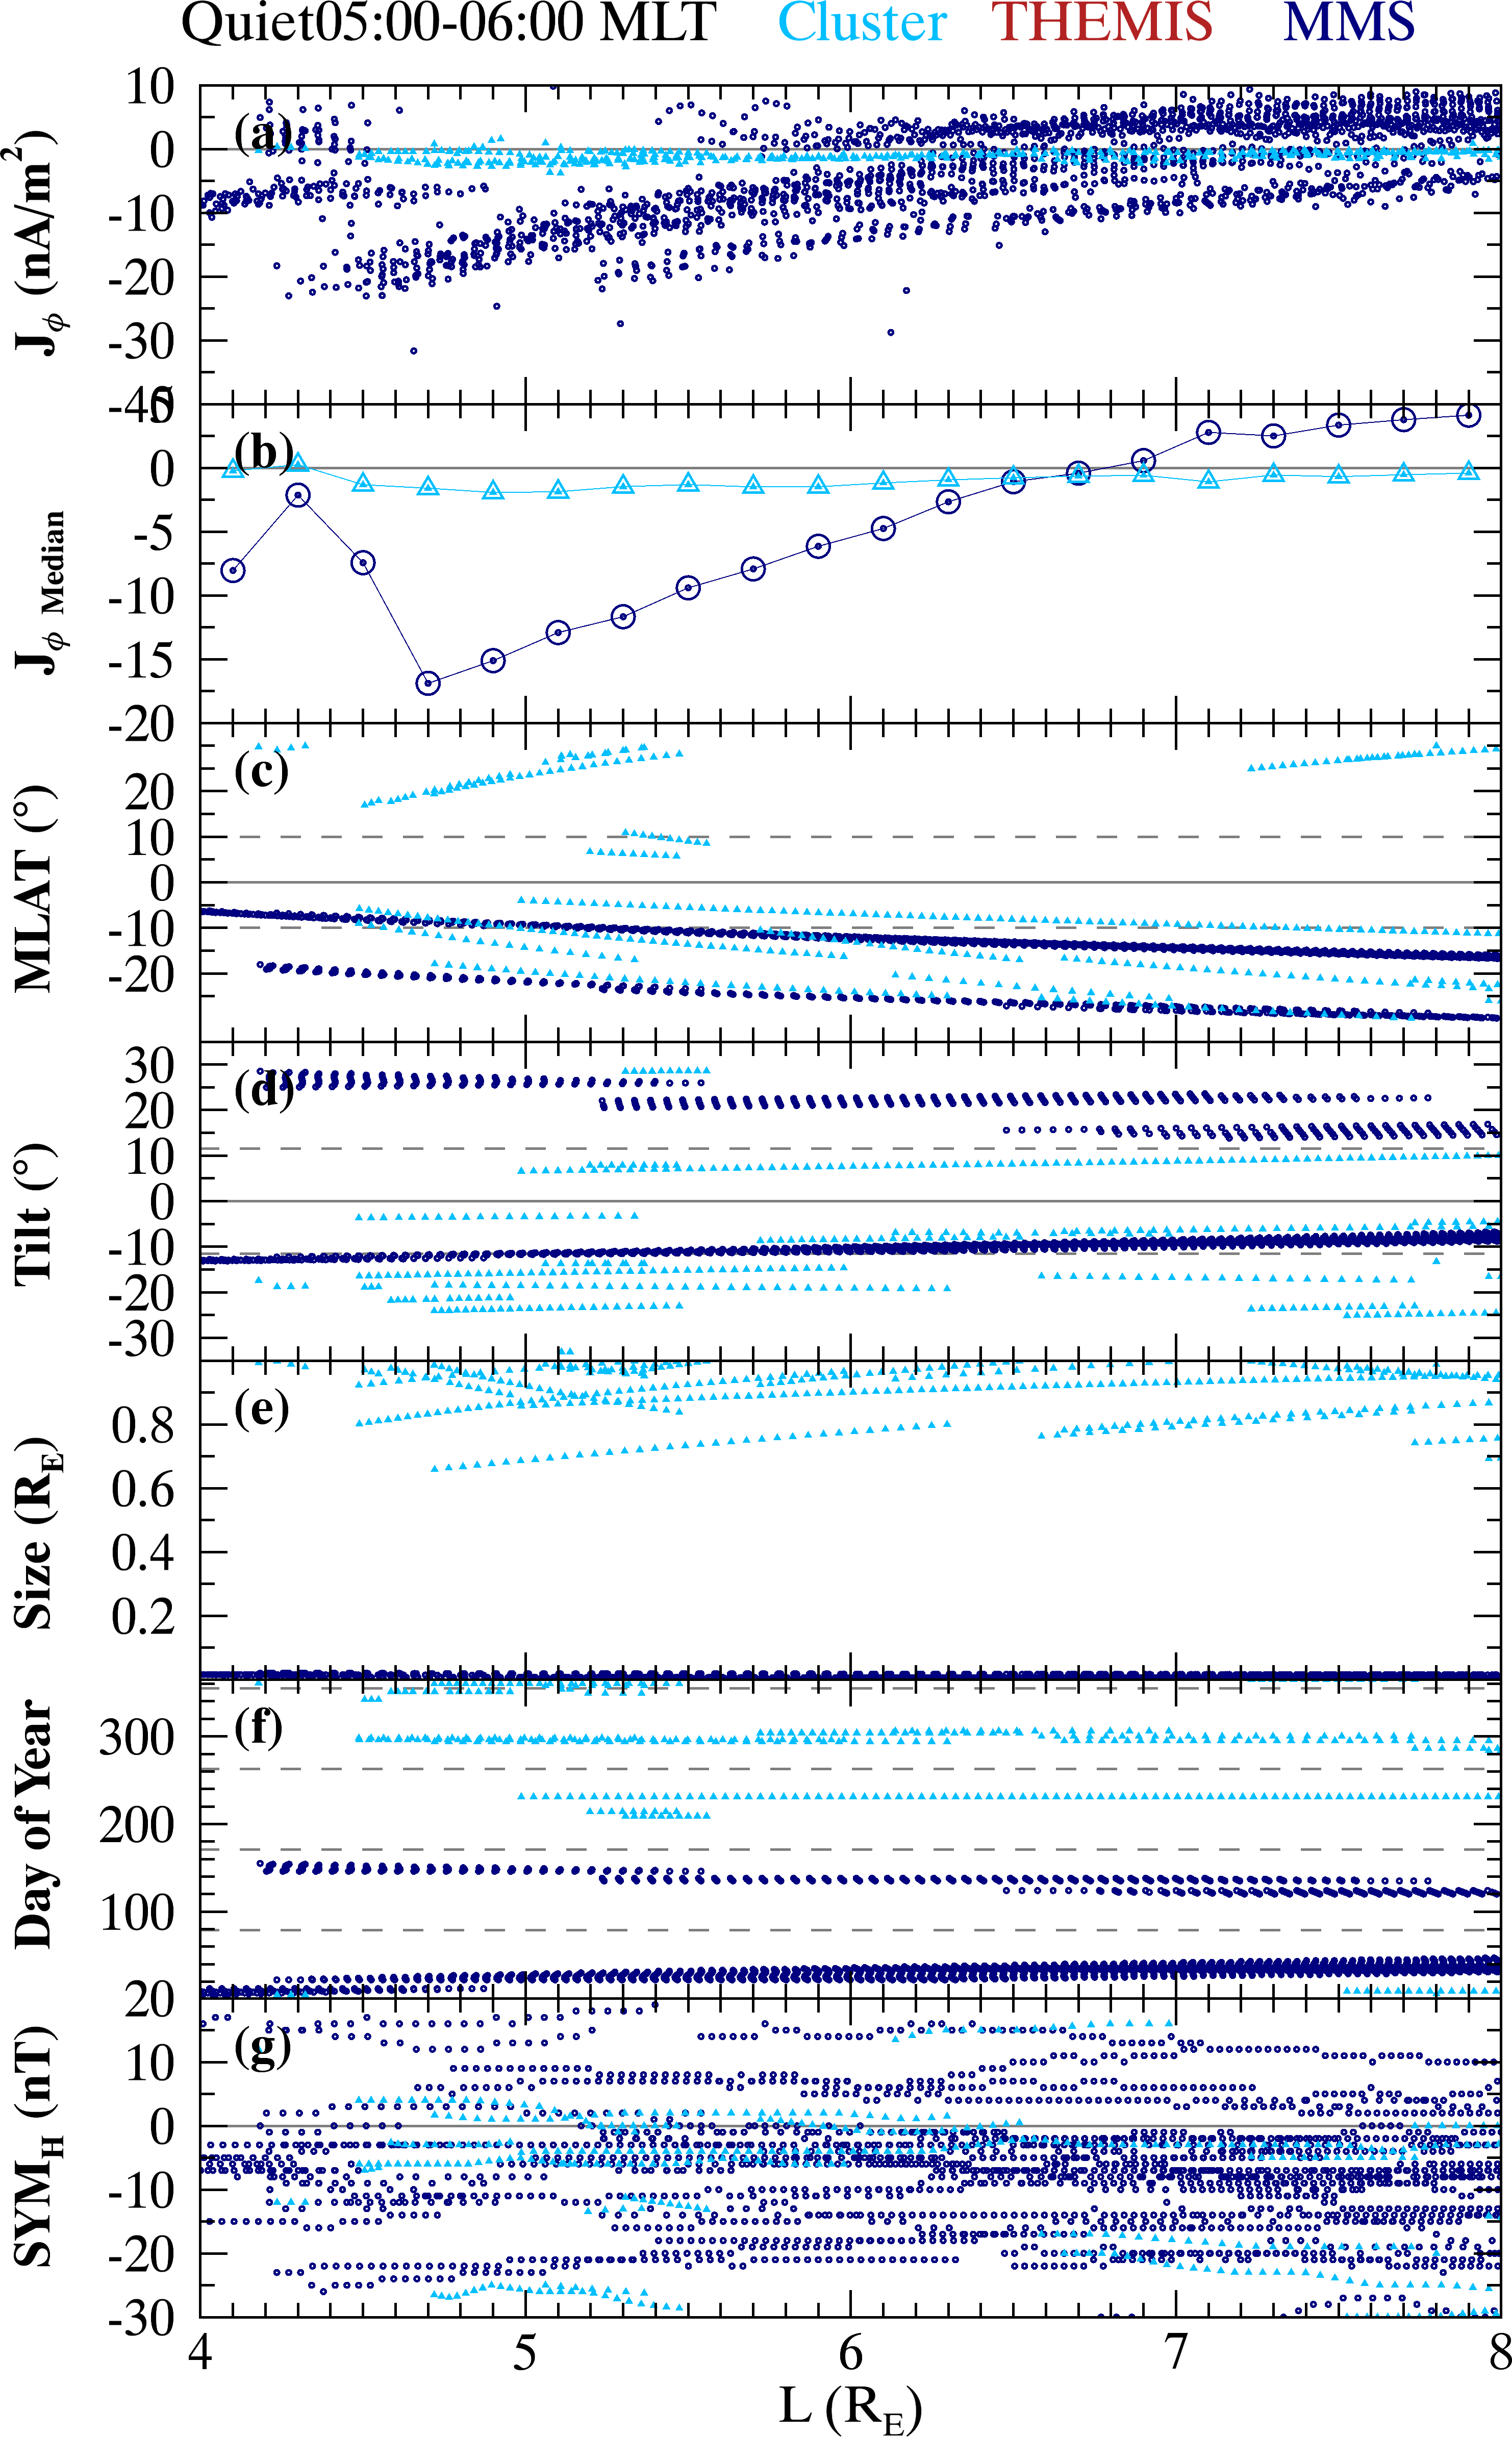 Quiet05:00-06:00 MLT Cluster THEMIS MMS
(a)
10
0
-10
-20
-30
-40
Jϕ (nA/m²)
(b)
5
0
-5
-10
-15
-20
Jϕ Median
(c)
20
10
0
-10
-20
MLAT (°)
(d)
30
20
10
0
-10
-20
-30
Tilt (°)
(e)
0.8
0.6
0.4
0.2
Size (RE)
(f)
300
200
100
Day of Year
(g)
20
10
0
-10
-20
-30
SYMH (nT)
4 5 6 7 8
L (RE)